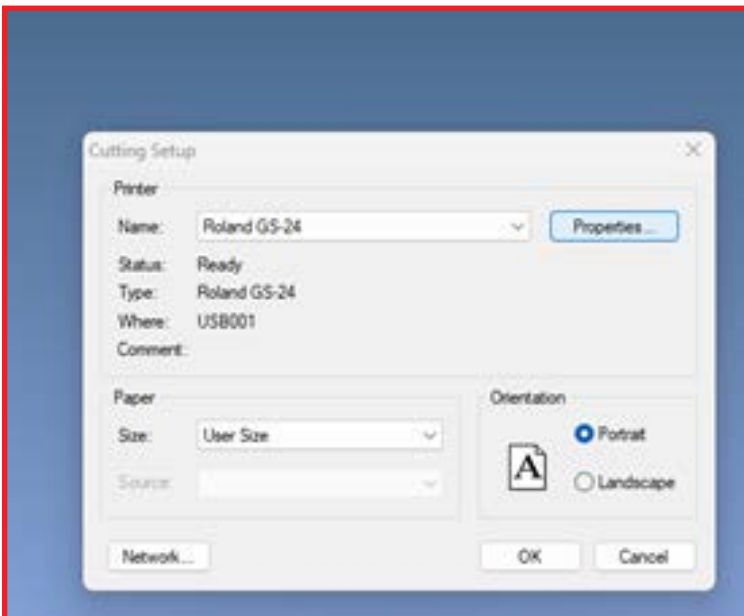 Cutting Setup
Printer
Name: Roland GS-24 Properties...
Status: Ready
Type: Roland GS-24
Where: USB001
Comment:
Paper
Size: User Size
Source:
Orientation
A
Portrait
Landscape
Network...
OK Cancel